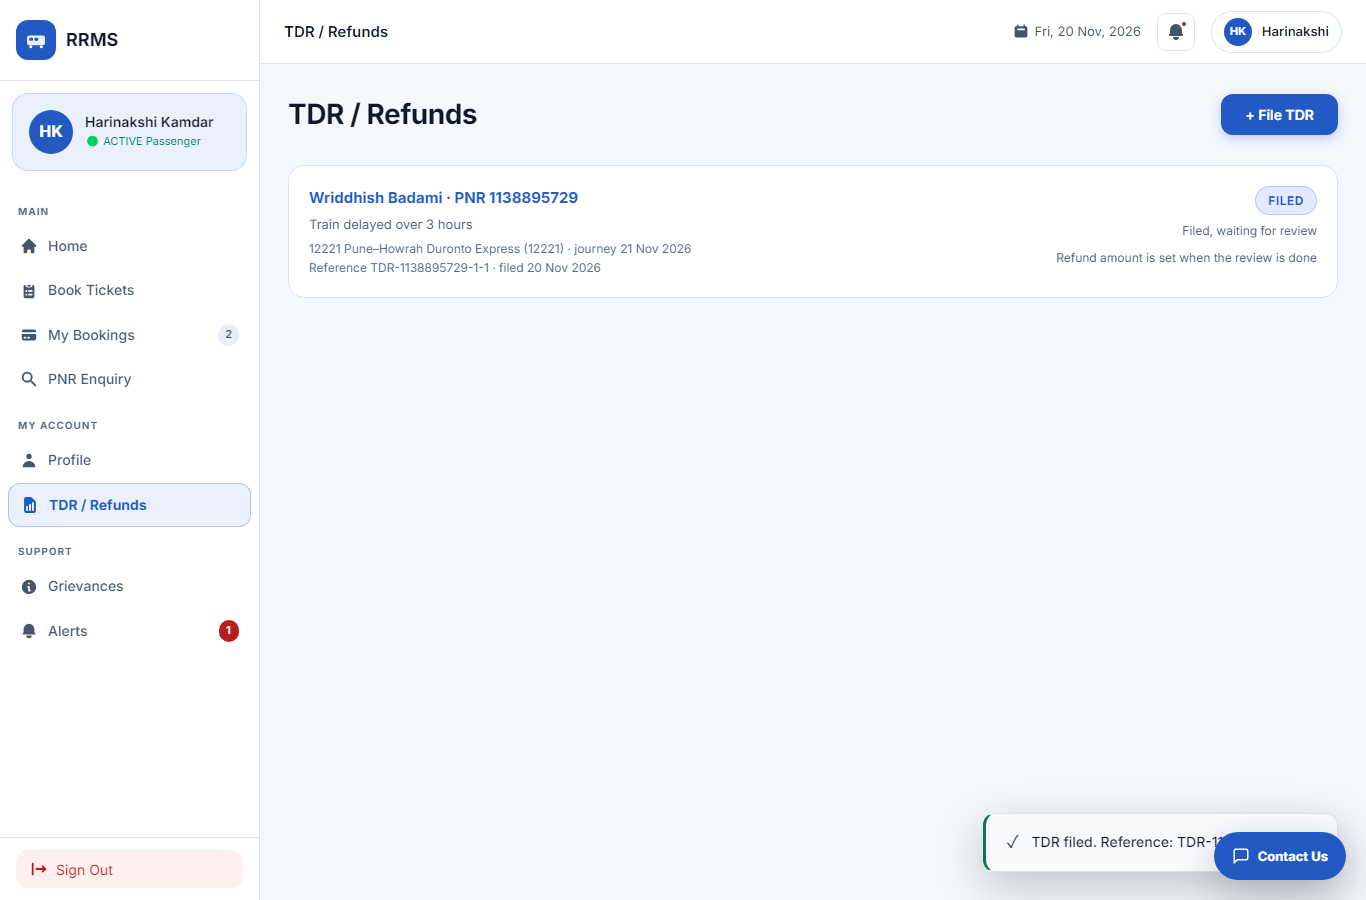 RRMS
HK
Harinakshi Kamdar
ACTIVE Passenger
MAIN
Home
Book Tickets
My Bookings
2
PNR Enquiry
MY ACCOUNT
Profile
TDR / Refunds
SUPPORT
Grievances
Alerts
1
Sign Out
TDR / Refunds
Fri, 20 Nov, 2026
HK
Harinakshi
TDR / Refunds
+ File TDR
Wriddhish Badami · PNR 1138895729
Train delayed over 3 hours
12221 Pune–Howrah Duronto Express (12221) · journey 21 Nov 2026
Reference TDR-1138895729-1-1 · filed 20 Nov 2026
FILED
Filed, waiting for review
Refund amount is set when the review is done
TDR filed. Reference: TDR-11
Contact Us